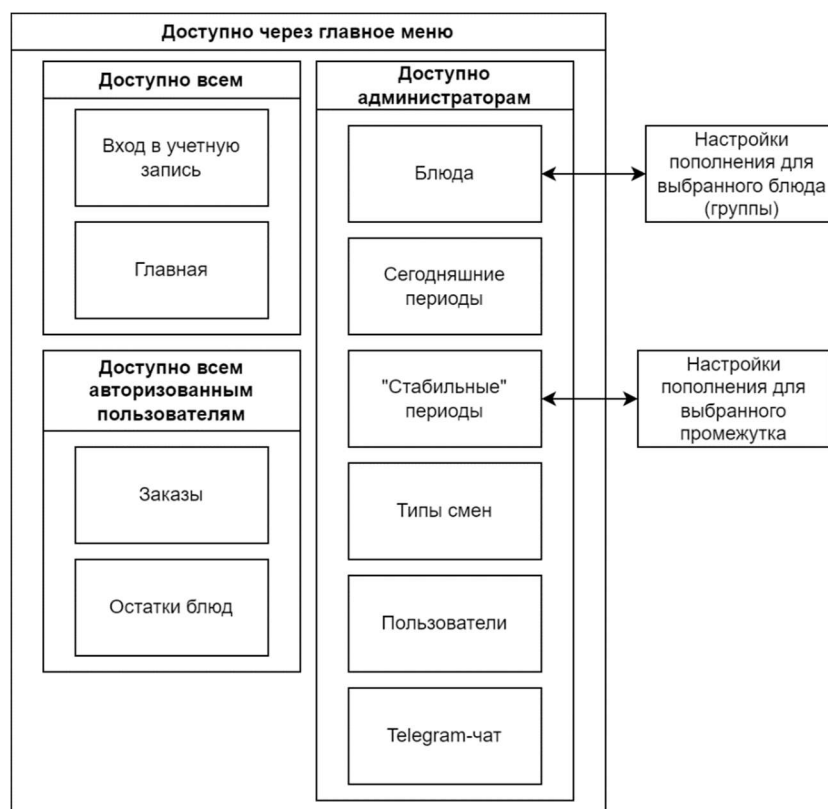 Доступно через главное меню
Доступно всем
Вход в учетную
запись
Главная
Доступно всем
авторизованным
пользователям
Заказы
Остатки блюд
Доступно
администраторам
Блюда
Сегодняшние
периоды
"Стабильные"
периоды
Типы смен
Пользователи
Telegram-чат
Настройки
пополнения для
выбранного блюда
(группы)
Настройки
пополнения для
выбранного
промежутка